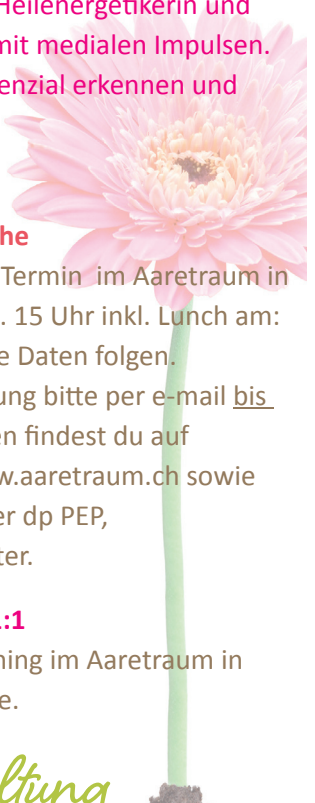 Heilenergetikerin und
mit medialen Impulsen.
enzial erkennen und
he
Termin im Aaretraum in
. 15 Uhr inkl. Lunch am:
e Daten folgen.
ung bitte per e-mail bis
en findest du auf
w.aaretraum.ch sowie
er dp PEP,
ter.
:1
ning im Aaretraum in
e.
ltung